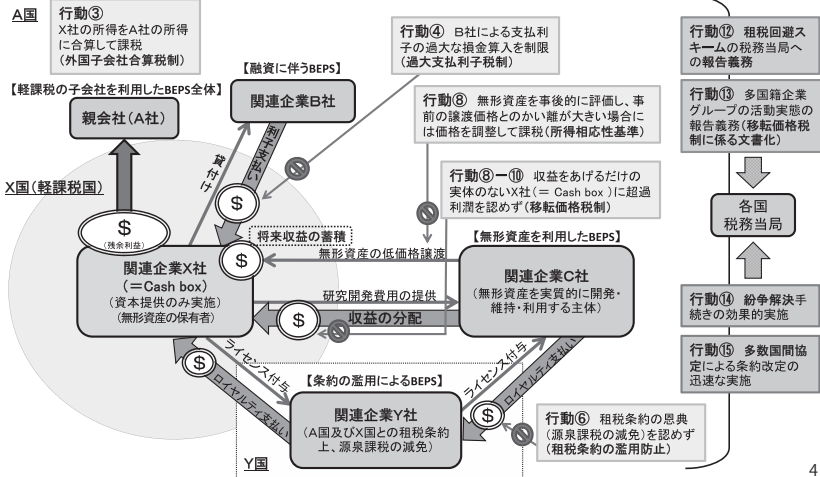 A国
行動③
X社の所得をA社の所得
に合算して課税
(外国子会社合算税制)
【軽課税の子会社を利用したBEPS全体】
親会社(A社)
X国(軽課税国)
$
(残余利益)
関連企業X社
(=Cash box)
(資本提供のみ実施)
(無形資産の保有者)
【融資に伴うBEPS】
関連企業B社
貸付け
利子支払い
$
将来収益の蓄積
$
行動④ B社による支払利
子の過大な損金算入を制限
(過大支払利子税制)
行動⑧ 無形資産を事後的に評価し、事
前の譲渡価格とのかい離が大きい場合に
は価格を調整して課税(所得相応性基準)
行動⑧ー⑩ 収益をあげるだけの
実体のないX社(= Cash box )に超過
利潤を認めず(移転価格税制)
【無形資産を利用したBEPS】
無形資産の低価格譲渡
関連企業C社
(無形資産を実質的に開発・
維持・利用する主体)
研究開発費用の提供
$
収益の分配
ライセンス付与
$
ロイヤルティ支払い
【条約の濫用によるBEPS】
関連企業Y社
(A国及びX国との租税条約
上、源泉課税の減免)
Y国
ライセンス付与
ロイヤルティ支払い
$
行動⑥ 租税条約の恩典
(源泉課税の減免)を認めず
(租税条約の濫用防止)
行動⑫ 租税回避ス
キームの税務当局へ
の報告義務
行動⑬ 多国籍企業
グループの活動実態の
報告義務(移転価格税
制に係る文書化)
各国
税務当局
行動⑭ 紛争解決手
続きの効果的実施
行動⑮ 多数国間協
定による条約改定の
迅速な実施
4